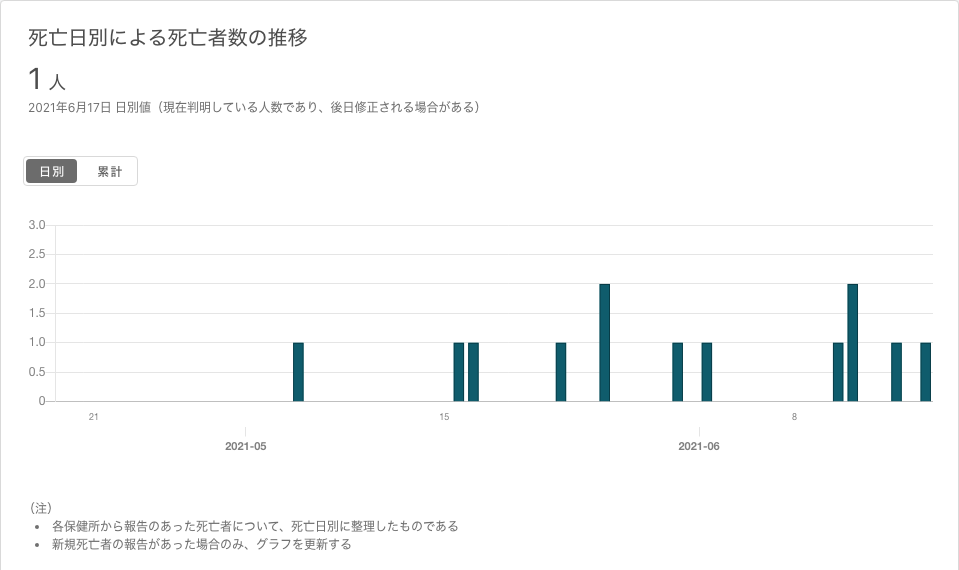 死亡日別による死亡者数の推移
1 人
2021年6月17日 日別値（現在判明している人数であり、後日修正される場合がある）
日別 累計
3.0
2.5
2.0
1.5
1.0
0.5
0
21 15 8
2021-05 2021-06
（注）
• 各保健所から報告のあった死亡者について、死亡日別に整理したものである
• 新規死亡者の報告があった場合のみ、グラフを更新する